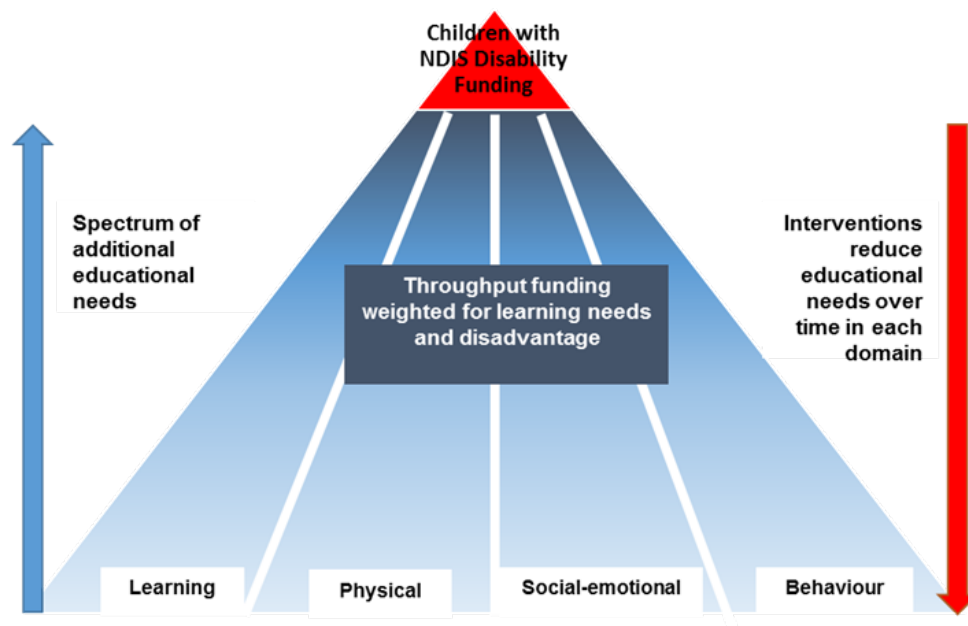 Children with
NDIS Disability
Funding
Spectrum of
additional
educational
needs
Interventions
reduce
educational
needs over
time in each
domain
Throughput funding
weighted for learning needs
and disadvantage
Learning
Physical
Social-emotional
Behaviour